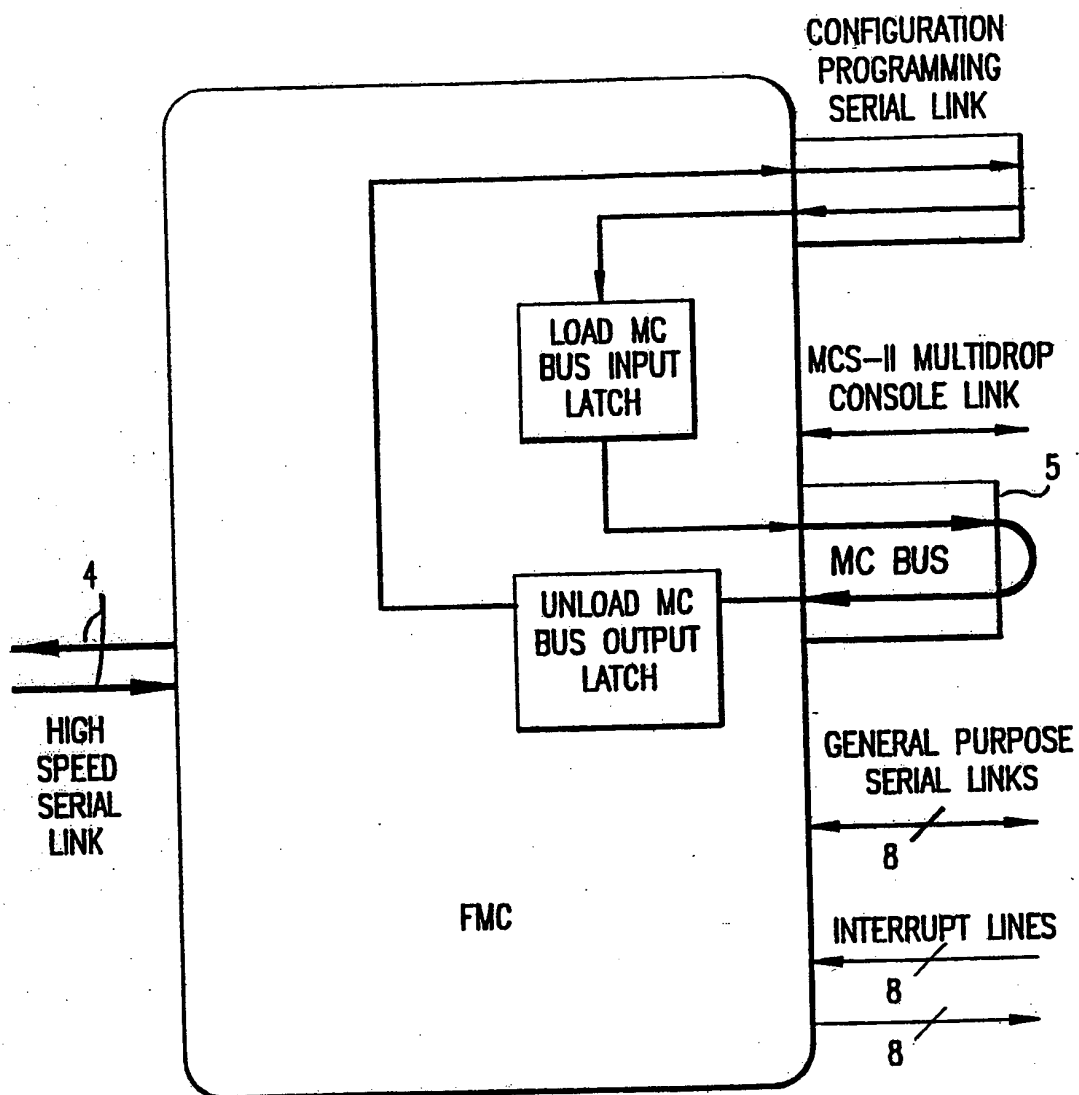 CONFIGURATION
PROGRAMMING
SERIAL LINK
LOAD MC
BUS INPUT
LATCH
MCS-II MULTIDROP
CONSOLE LINK
5
MC BUS
UNLOAD MC
BUS OUTPUT
LATCH
4
HIGH
SPEED
SERIAL
LINK
GENERAL PURPOSE
SERIAL LINKS
8
FMC
INTERRUPT LINES
8
8